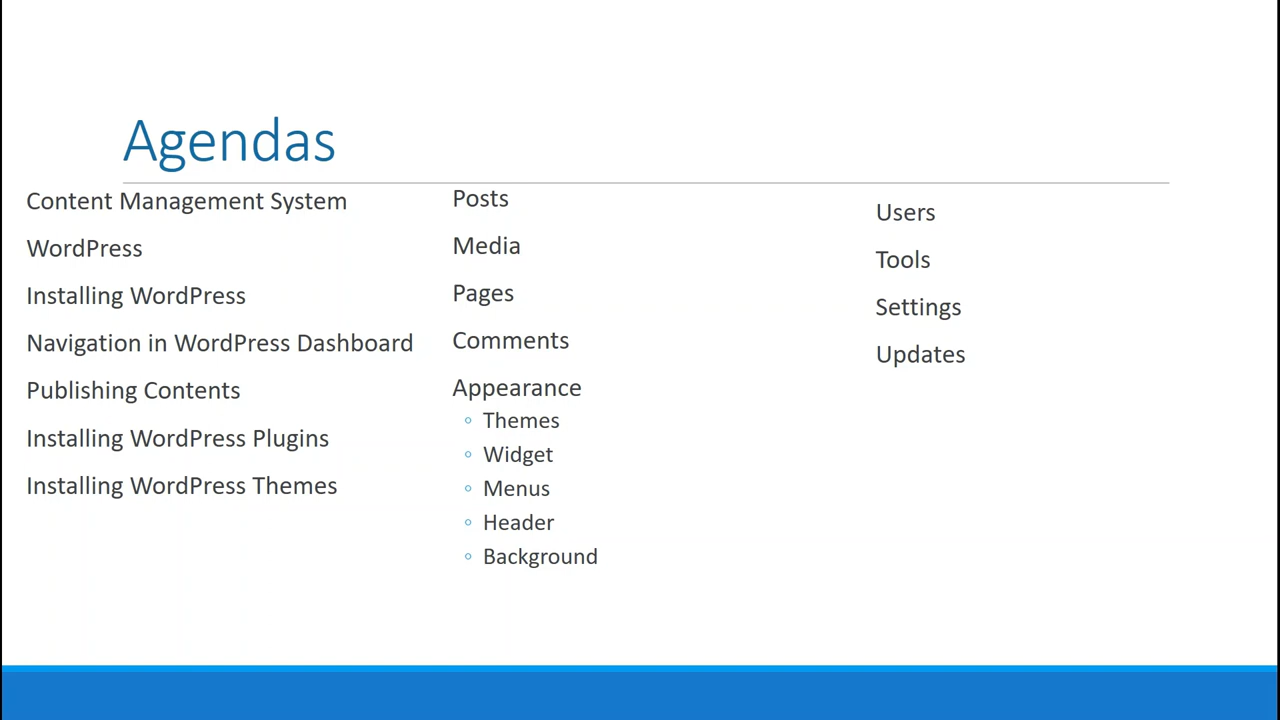 Agendas
Content Management System
WordPress
Installing WordPress
Navigation in WordPress Dashboard
Publishing Contents
Installing WordPress Plugins
Installing WordPress Themes
Posts
Media
Pages
Comments
Appearance
◦ Themes
◦ Widget
◦ Menus
◦ Header
◦ Background
Users
Tools
Settings
Updates